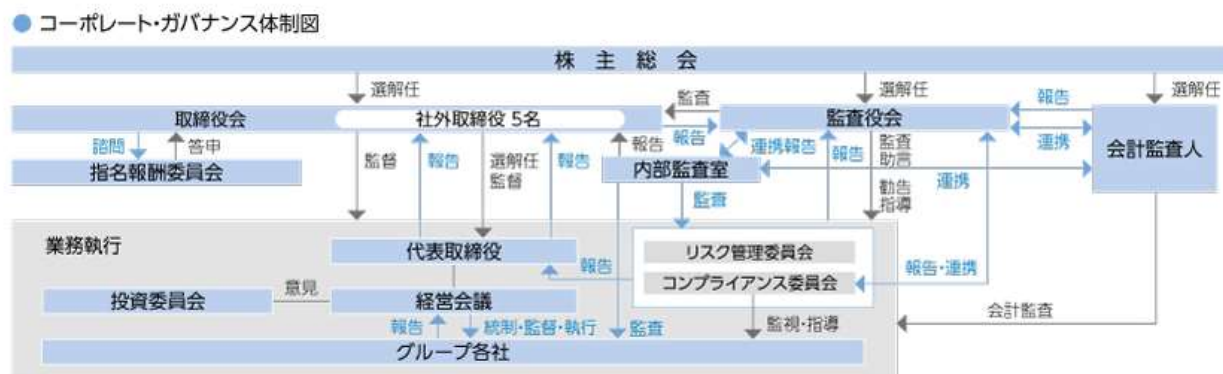 コーポレート・ガバナンス体制図
株主総会
選解任
選解任
選解任
取締役会
社外取締役 5名
監査
報告
監査役会
報告
連携
会計監査人
諮問
答申
指名報酬委員会
監督
報告
選解任
監督
報告
報告
連携報告
報告
監査
助言
勧告
指導
連携
内部監査室
監査
業務執行
代表取締役
報告
リスク管理委員会
コンプライアンス委員会
報告・連携
投資委員会
意見
経営会議
報告
統制・監督・執行
監査
監視・指導
会計監査
グループ各社